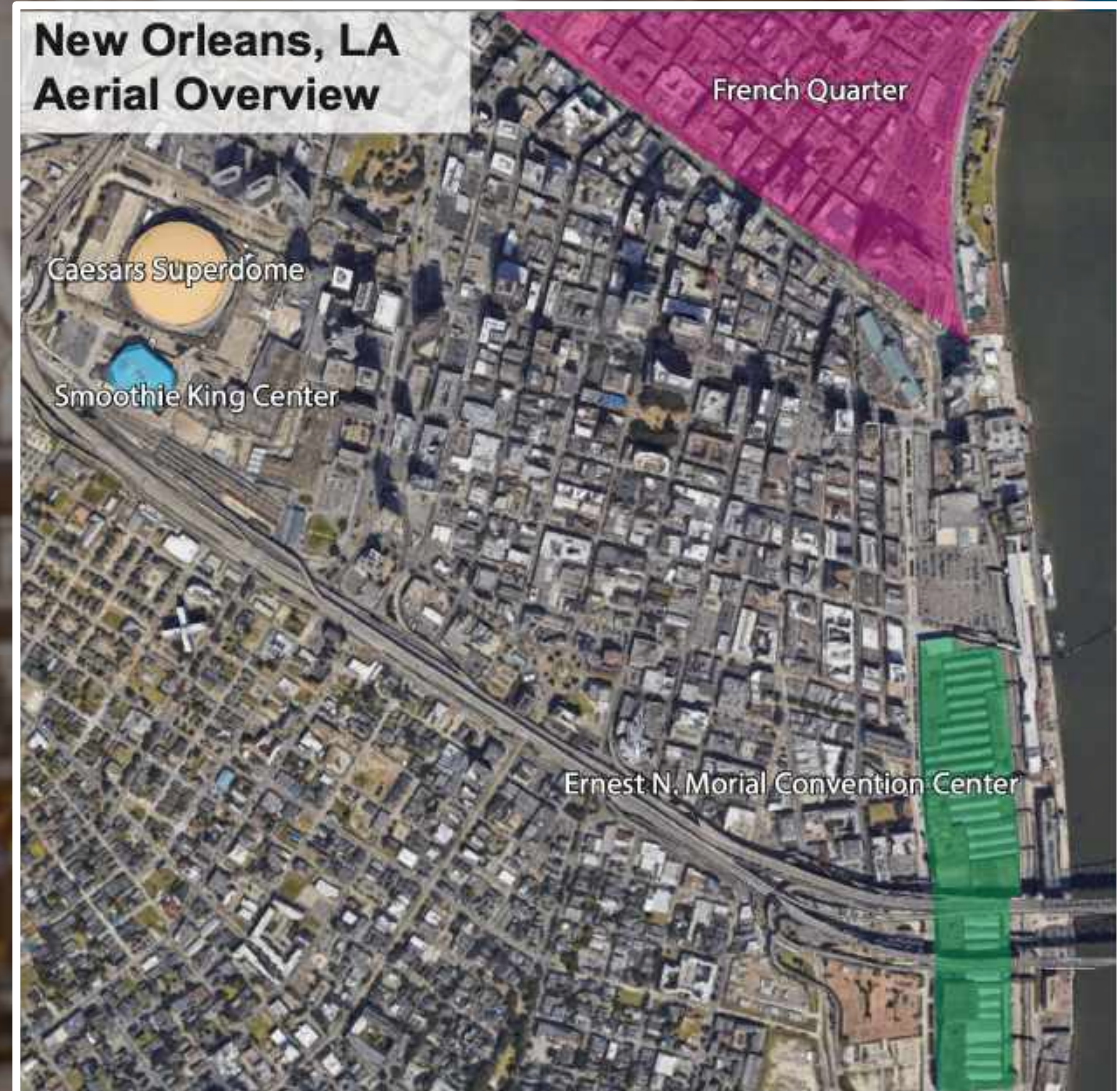 New Orleans, LA
Aerial Overview
French Quarter
Caesars Superdome
Smoothie King Center
Ernest N. Morial Convention Center